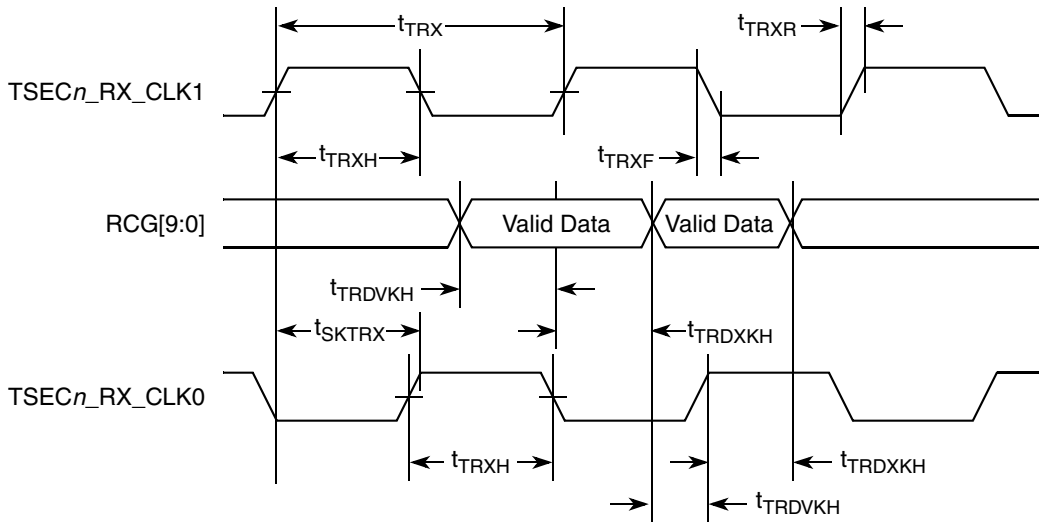 tTRX
tTRXR
TSECn_RX_CLK1
tTRXH
tTRXF
RCG[9:0]
Valid Data
Valid Data
tTRDVKH
tSKTRX
tTRDXKH
TSECn_RX_CLK0
tTRXH
tTRDXKH
tTRDVKH